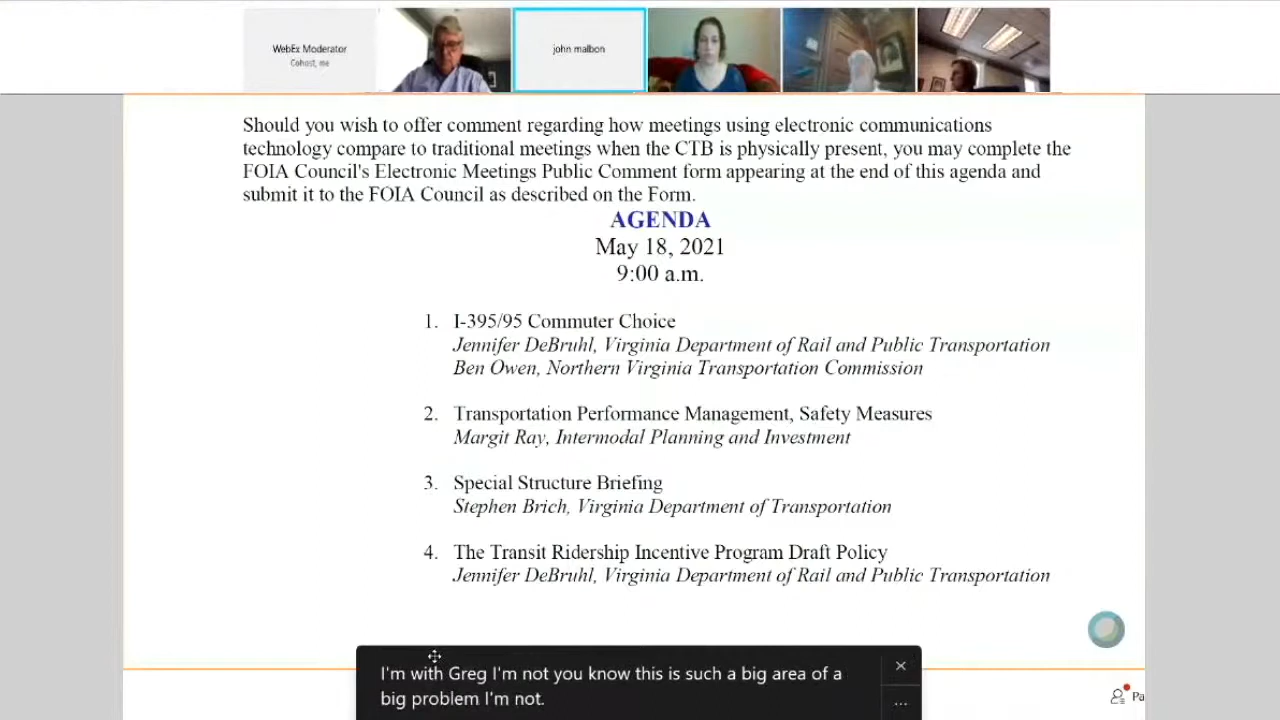 WebEx Moderator
Cohost, me
john malbon
Should you wish to offer comment regarding how meetings using electronic communications
technology compare to traditional meetings when the CTB is physically present, you may complete the
FOIA Council's Electronic Meetings Public Comment form appearing at the end of this agenda and
submit it to the FOIA Council as described on the Form.
AGENDA
May 18, 2021
9:00 a.m.
1. I-395/95 Commuter Choice
Jennifer DeBruhl, Virginia Department of Rail and Public Transportation
Ben Owen, Northern Virginia Transportation Commission
2. Transportation Performance Management, Safety Measures
Margit Ray, Intermodal Planning and Investment
3. Special Structure Briefing
Stephen Brich, Virginia Department of Transportation
4. The Transit Ridership Incentive Program Draft Policy
Jennifer DeBruhl, Virginia Department of Rail and Public Transportation
I'm with Greg I'm not you know this is such a big area of a
big problem I'm not.
Pa